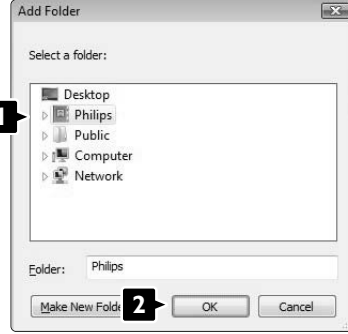 Add Folder
Select a folder:
Desktop
1
Philips
Public
Computer
Network
Folder: Philips
Make New Folde 2 OK Cancel